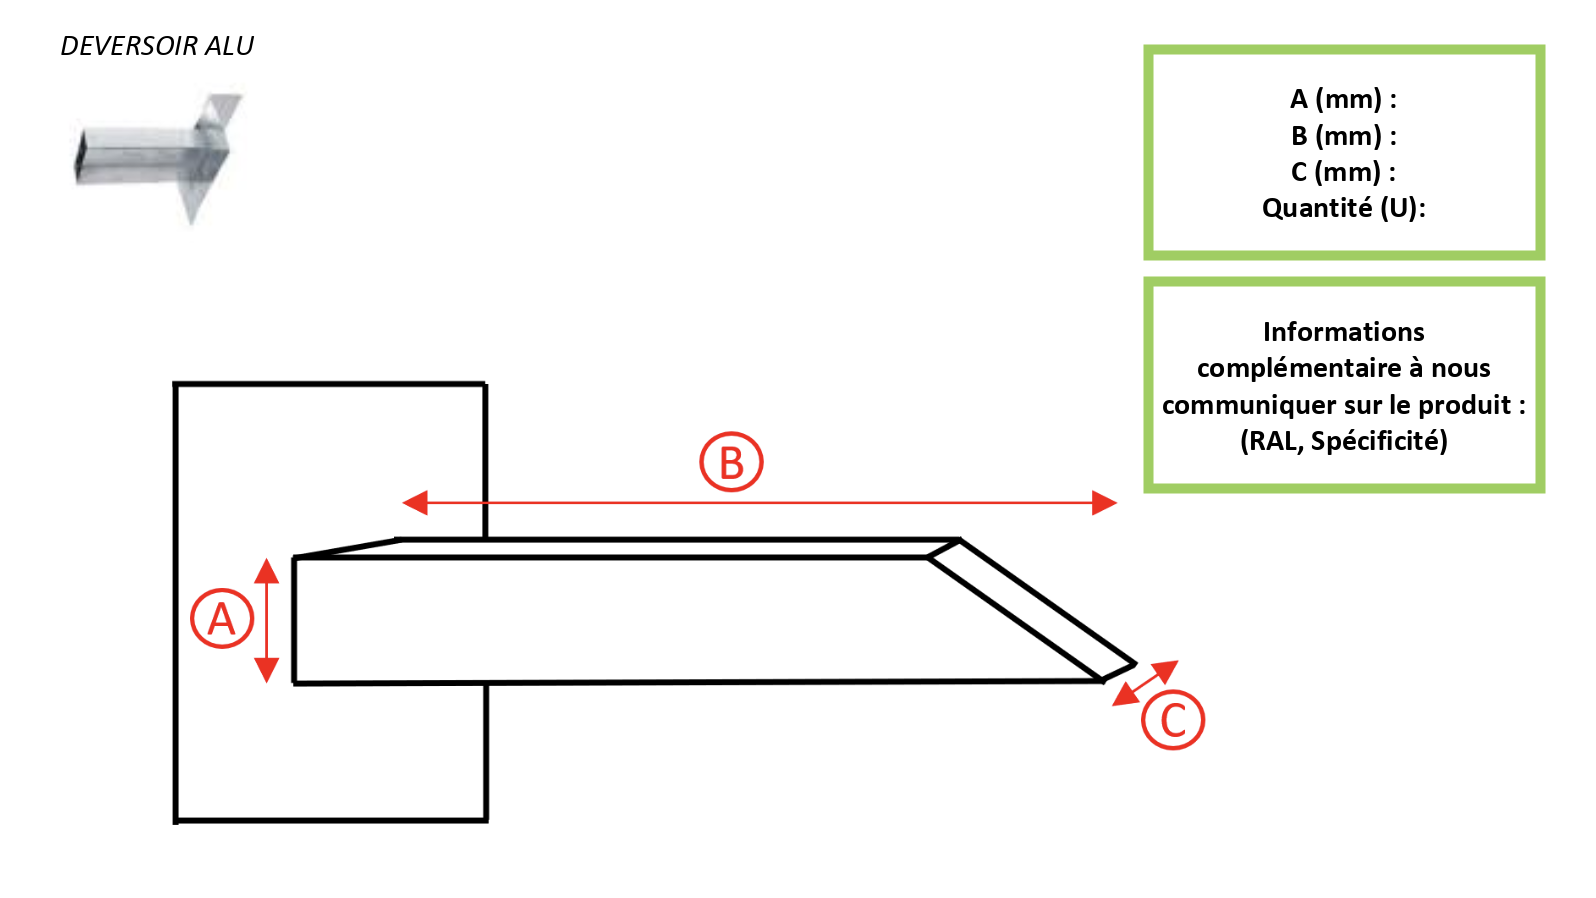 DEVERSOIR ALU
A (mm) :
B (mm) :
C (mm) :
Quantité (U):
Informations
complémentaire à nous
communiquer sur le produit :
(RAL, Spécificité)
B
A
C